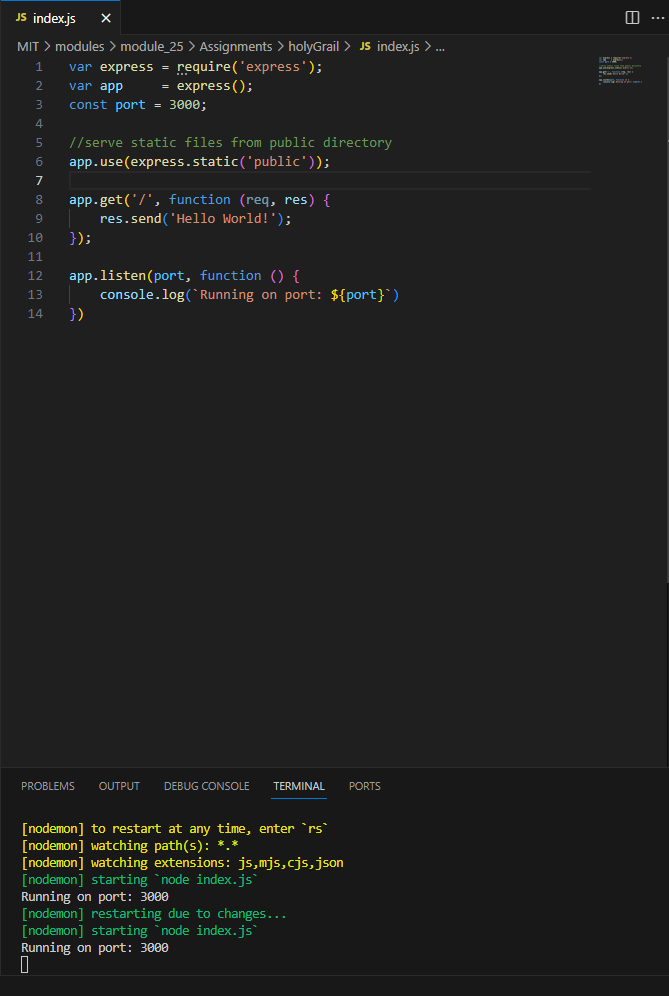 JS index.js ×
MIT > modules > module_25 > Assignments > holyGrail > JS index.js > ...
1 var express = require('express');
2 var app     = express();
3 const port = 3000;
4
5 //serve static files from public directory
6 app.use(express.static('public'));
7
8 app.get('/', function (req, res) {
9     res.send('Hello World!');
10 });
11
12 app.listen(port, function () {
13     console.log(`Running on port: ${port}`)
14 })
PROBLEMS OUTPUT DEBUG CONSOLE TERMINAL PORTS
[nodemon] to restart at any time, enter `rs`
[nodemon] watching path(s): *.*
[nodemon] watching extensions: js,mjs,cjs,json
[nodemon] starting `node index.js`
Running on port: 3000
[nodemon] restarting due to changes...
[nodemon] starting `node index.js`
Running on port: 3000